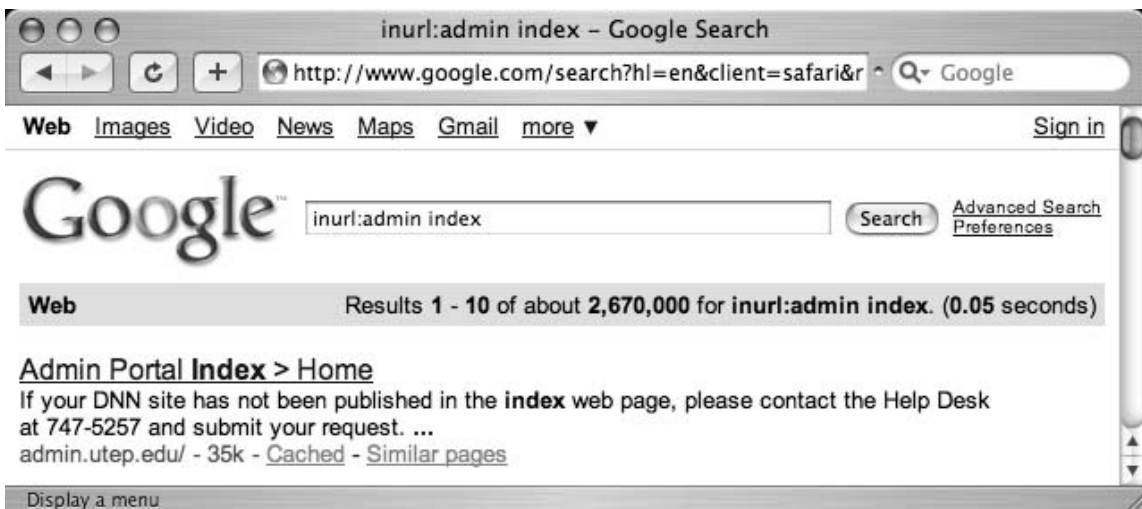 inurl:admin index – Google Search
http://www.google.com/search?hl=en&client=safari&r Google
Web Images Video News Maps Gmail more ▼ Sign in
Google™ inurl:admin index Search Advanced Search
Preferences
Web Results 1 - 10 of about 2,670,000 for inurl:admin index. (0.05 seconds)
Admin Portal Index > Home
If your DNN site has not been published in the index web page, please contact the Help Desk
at 747-5257 and submit your request. ...
admin.utep.edu/ - 35k - Cached - Similar pages
Display a menu